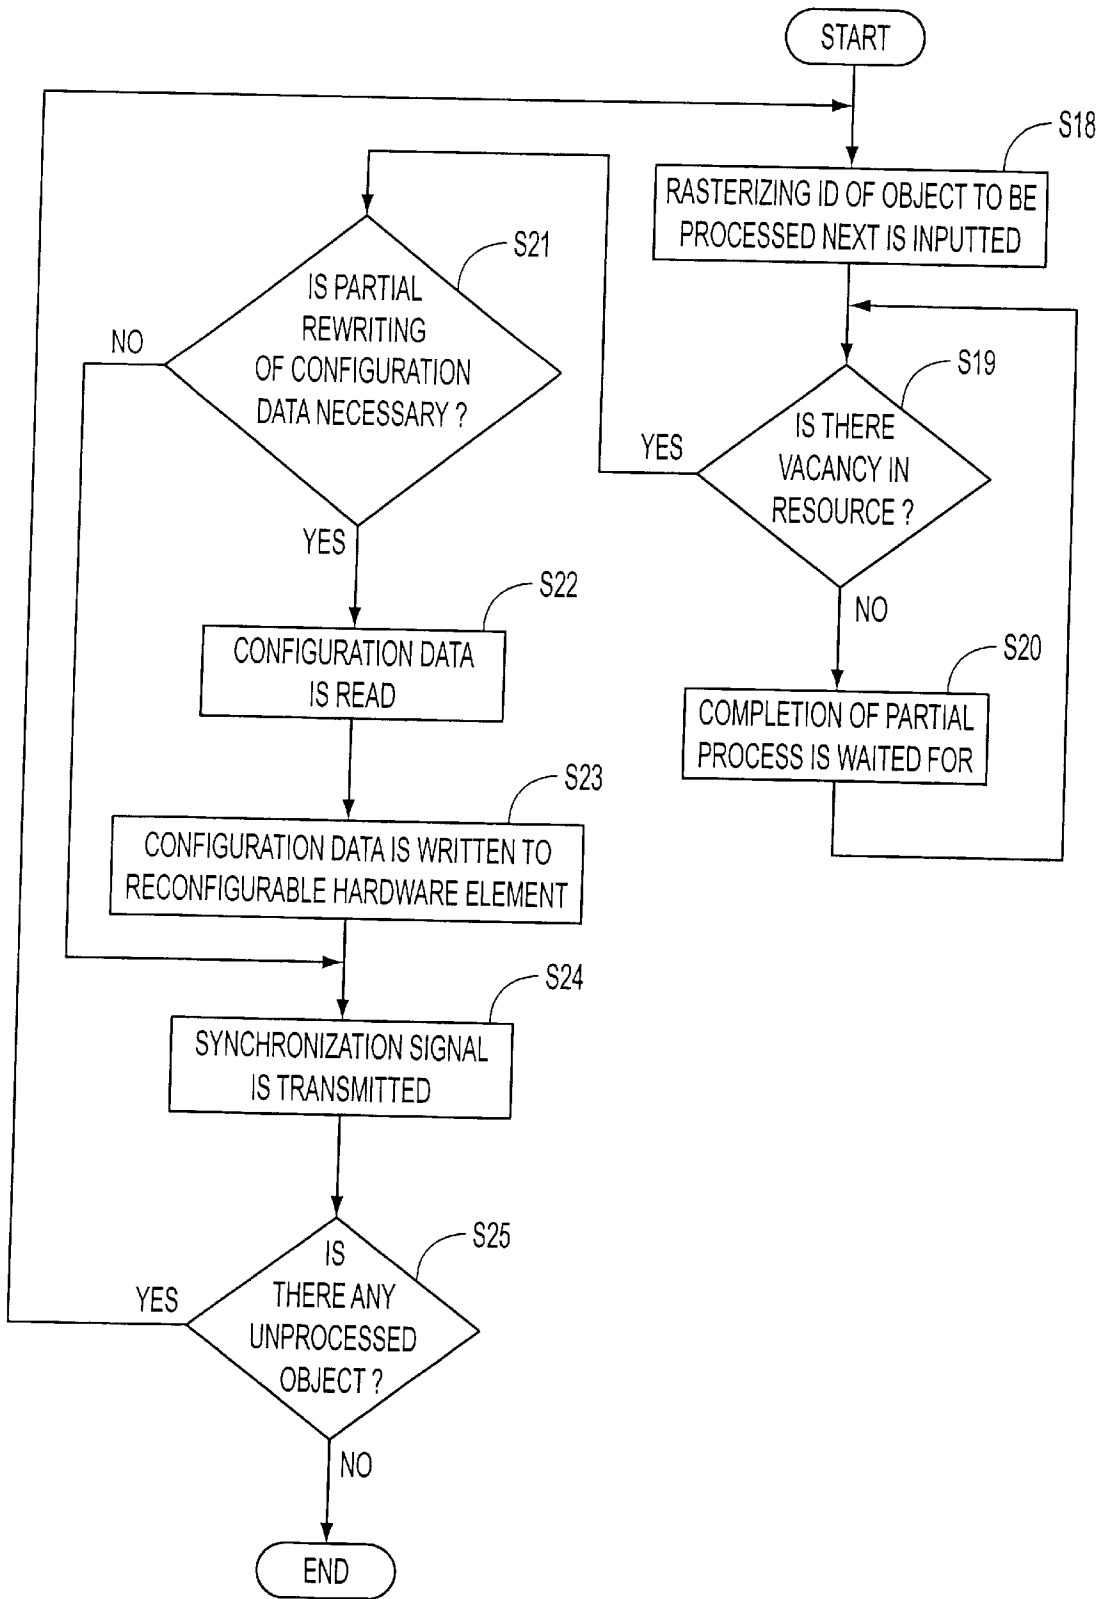 START
S18
RASTERIZING ID OF OBJECT TO BE
PROCESSED NEXT IS INPUTTED
S19
IS THERE
VACANCY IN
RESOURCE ?
YES
NO
S20
COMPLETION OF PARTIAL
PROCESS IS WAITED FOR
S21
IS PARTIAL
REWRITING
OF CONFIGURATION
DATA NECESSARY ?
NO
YES
S22
CONFIGURATION DATA
IS READ
S23
CONFIGURATION DATA IS WRITTEN TO
RECONFIGURABLE HARDWARE ELEMENT
S24
SYNCHRONIZATION SIGNAL
IS TRANSMITTED
S25
IS
THERE ANY
UNPROCESSED
OBJECT ?
YES
NO
END